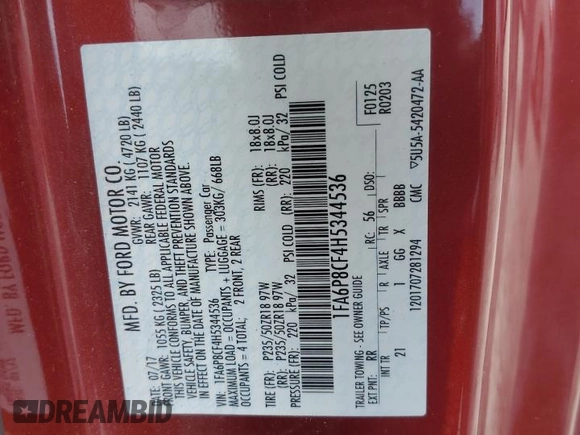 MFD. BY FORD MOTOR CO.
DATE: 07/17 GVWR: 2141 KG ( 4720 LB)
FRONT GAWR: 1055 KG ( 2325 LB) REAR GAWR: 1107 KG ( 2440 LB)
THIS VEHICLE CONFORMS TO ALL APPLICABLE FEDERAL MOTOR
VEHICLE SAFETY, BUMPER, AND THEFT PREVENTION STANDARDS
IN EFFECT ON THE DATE OF MANUFACTURE SHOWN ABOVE.
VIN: 1FA6P8CF4H5344536 TYPE: Passenger Car
MAXIMUM LOAD = OCCUPANTS + LUGGAGE = 303KG/ 668LB
OCCUPANTS = 4 TOTAL; 2 FRONT, 2 REAR
TIRE (FR): P235/50ZR18 97W RIMS (FR): 18x8.0J
(RR): P235/50ZR18 97W (RR): 18x8.0J
PRESSURE (FR): 220 kPa/ 32 PSI COLD (RR): 220 kPa/ 32 PSI COLD
1FA6P8CF4H5344536
TRAILER TOWING - SEE OWNER GUIDE
F0125
R0203
EXT PNT: RR RC: 56 DSO:
R AXLE TR SPR
INT TR TP/PS
21 1 GG X BBBB
1201707281294 CMC ▽5U5A-5420472-AA
DREAMBID